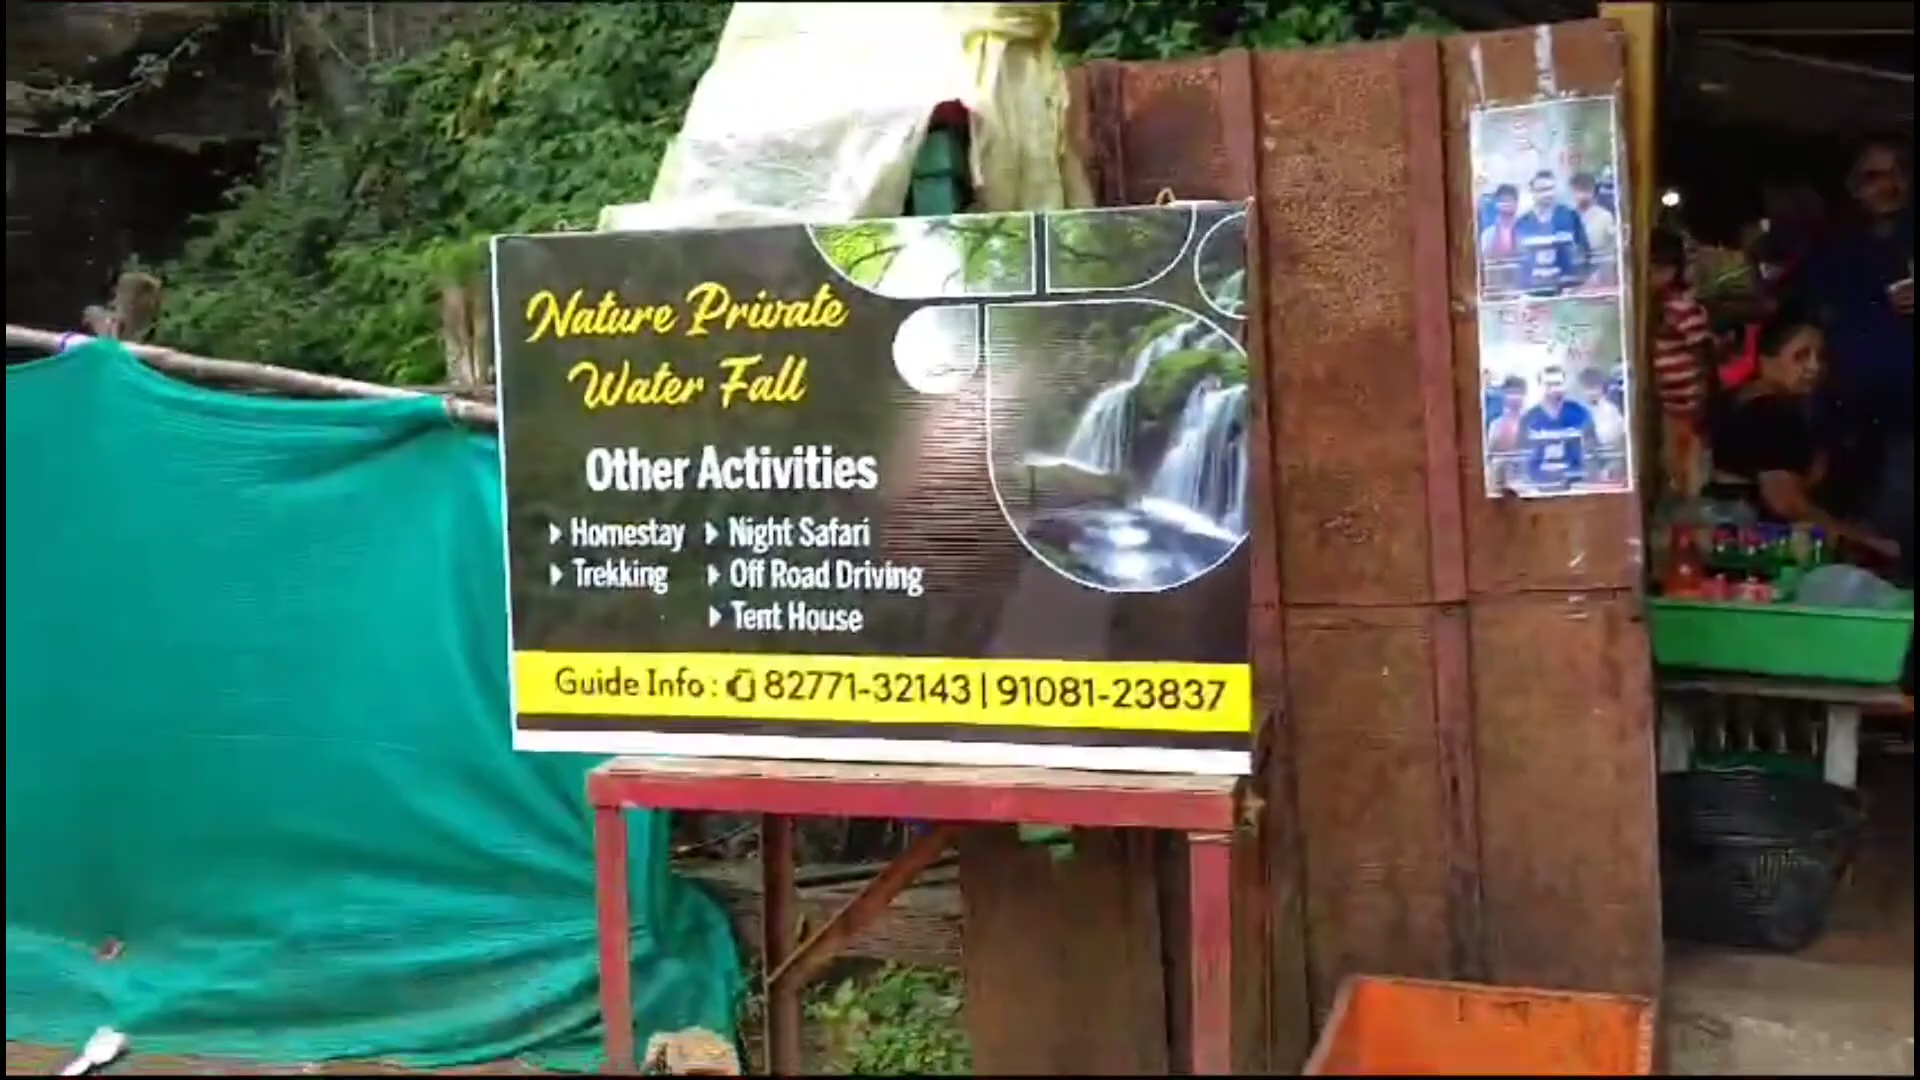 Nature Private
Water Fall
Other Activities
Homestay
Trekking
Night Safari
Off Road Driving
Tent House
Guide Info : 82771-32143 | 91081-23837